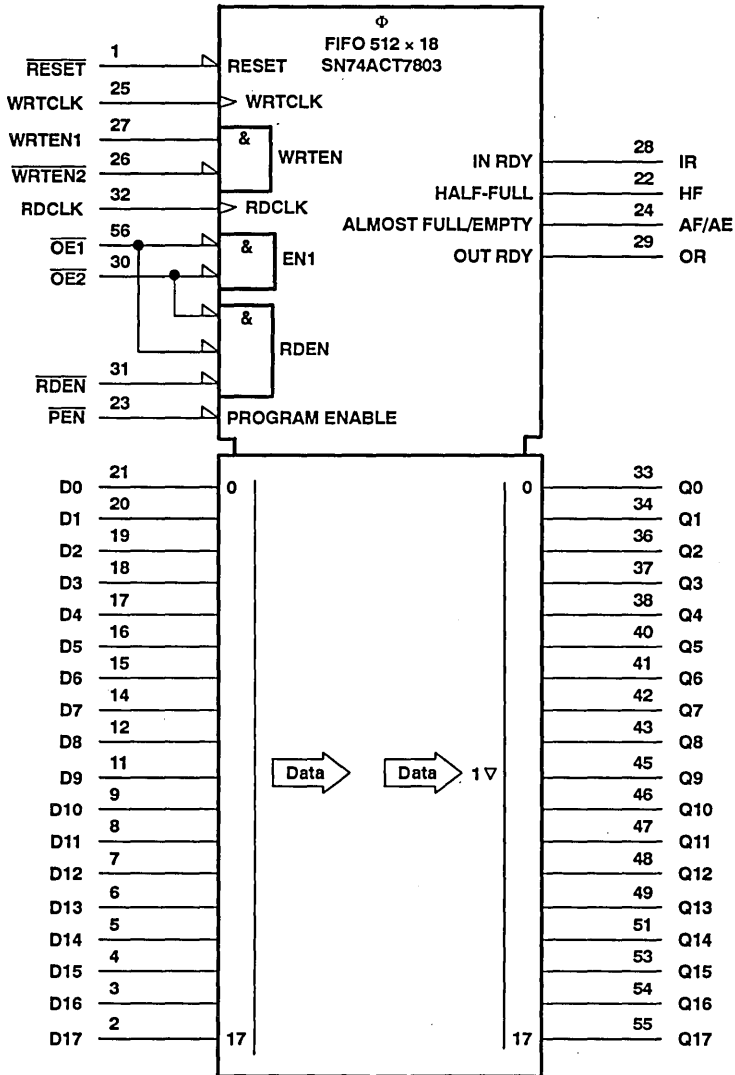 Φ
FIFO 512 × 18
SN74ACT7803
RESET 1 RESET
WRTCLK 25 WRTCLK
WRTEN1 27 &
WRTEN
WRTEN2 26
RDCLK 32 RDCLK
OE1 56 &
EN1
OE2 30
&
RDEN
RDEN 31
PEN 23 PROGRAM ENABLE
IN RDY 28 IR
HALF-FULL 22 HF
ALMOST FULL/EMPTY 24 AF/AE
OUT RDY 29 OR
D0 21 0 0 33 Q0
D1 20 34 Q1
D2 19 36 Q2
D3 18 37 Q3
D4 17 38 Q4
D5 16 40 Q5
D6 15 41 Q6
D7 14 42 Q7
D8 12 43 Q8
D9 11 Data Data 1▽ 45 Q9
D10 9 46 Q10
D11 8 47 Q11
D12 7 48 Q12
D13 6 49 Q13
D14 5 51 Q14
D15 4 53 Q15
D16 3 54 Q16
D17 2 17 17 55 Q17